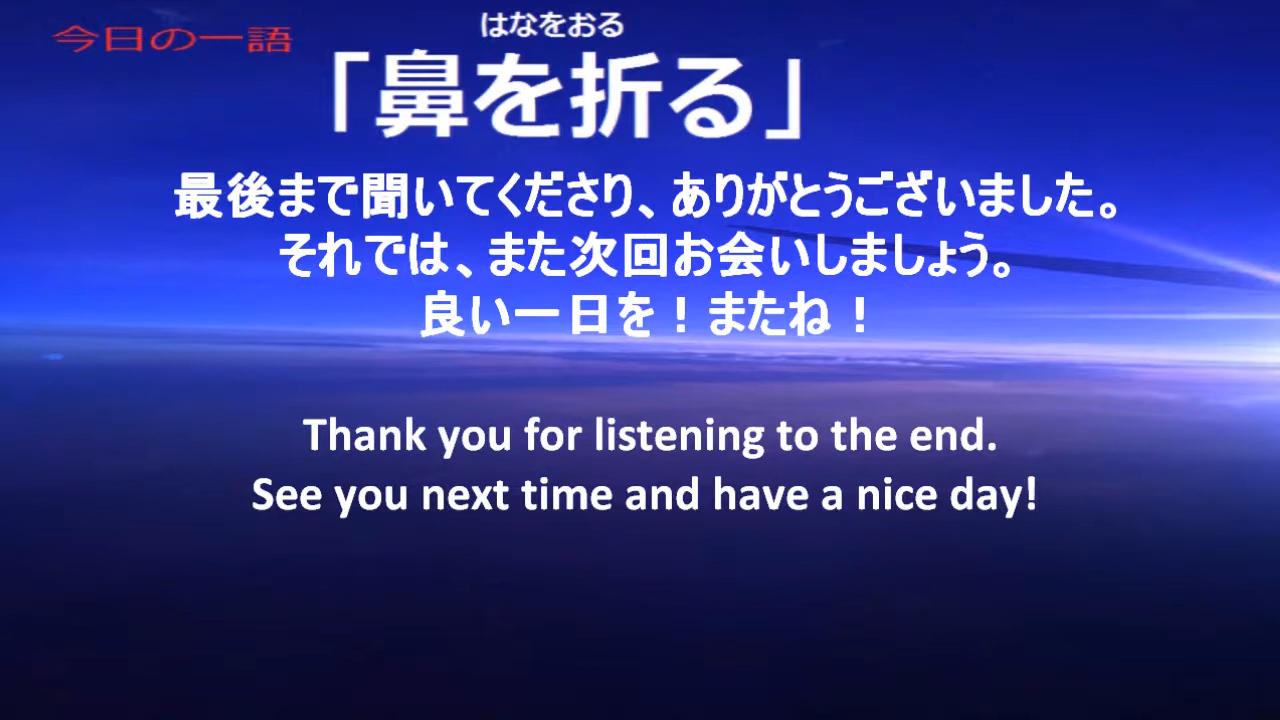 今日の一語
はなをおる
「鼻を折る」
最後まで聞いてくださり、ありがとうございました。
それでは、また次回お会いしましょう。
良い一日を！またね！
Thank you for listening to the end.
See you next time and have a nice day!